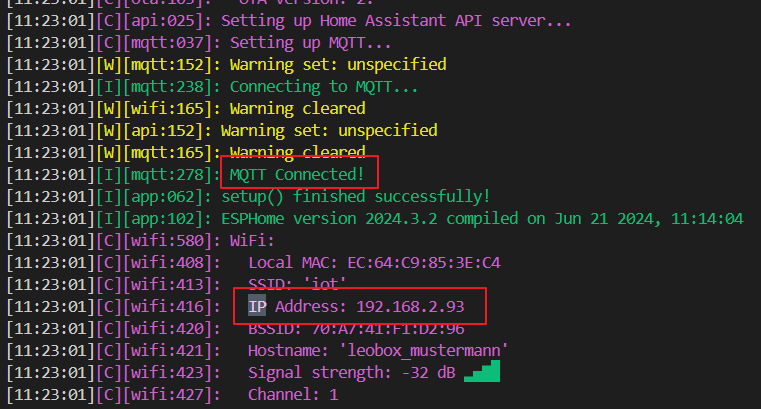 [11:23:01][C][ota:103]:   OTA version: 2.
[11:23:01][C][api:025]: Setting up Home Assistant API server...
[11:23:01][C][mqtt:037]: Setting up MQTT...
[11:23:01][W][mqtt:152]: Warning set: unspecified
[11:23:01][I][mqtt:238]: Connecting to MQTT...
[11:23:01][W][wifi:165]: Warning cleared
[11:23:01][W][api:152]: Warning set: unspecified
[11:23:01][W][mqtt:165]: Warning cleared
[11:23:01][I][mqtt:278]: MQTT Connected!
[11:23:01][I][app:062]: setup() finished successfully!
[11:23:01][I][app:102]: ESPHome version 2024.3.2 compiled on Jun 21 2024, 11:14:04
[11:23:01][C][wifi:580]: WiFi:
[11:23:01][C][wifi:408]:   Local MAC: EC:64:C9:85:3E:C4
[11:23:01][C][wifi:413]:   SSID: 'iot'
[11:23:01][C][wifi:416]:   IP Address: 192.168.2.93
[11:23:01][C][wifi:420]:   BSSID: 70:A7:41:F1:D2:96
[11:23:01][C][wifi:421]:   Hostname: 'leobox_mustermann'
[11:23:01][C][wifi:423]:   Signal strength: -32 dB
[11:23:01][C][wifi:427]:   Channel: 1